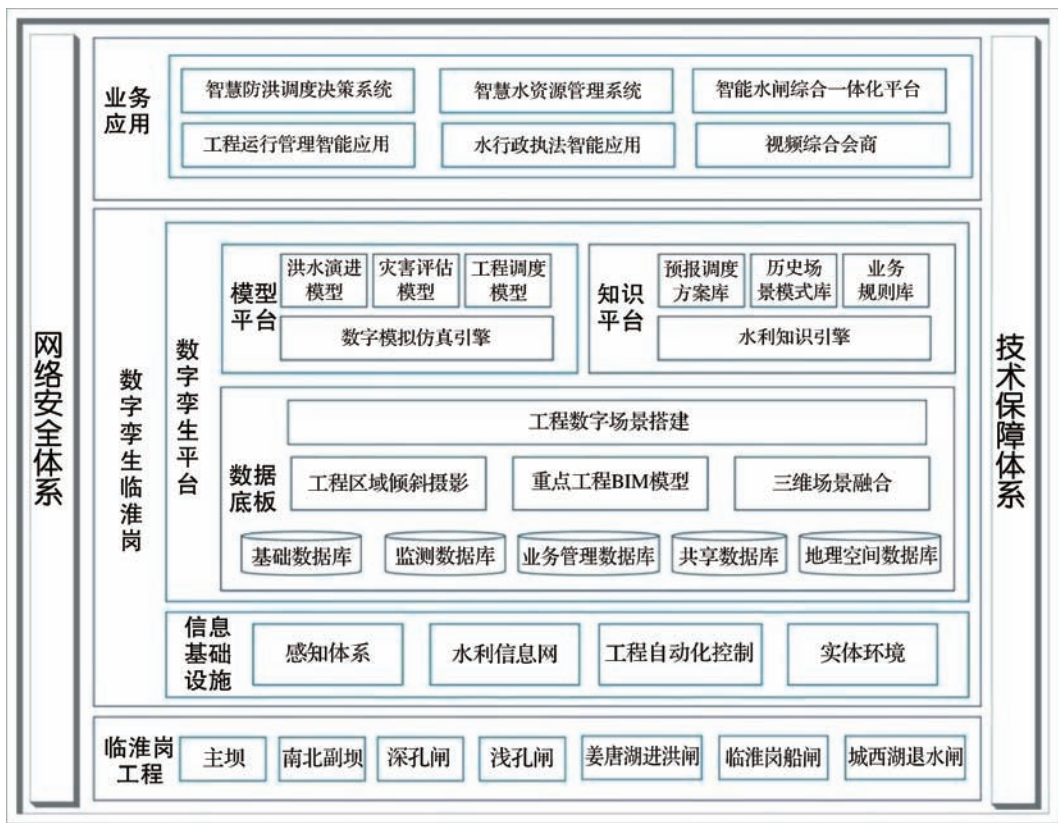 网络安全体系
业务
应用
智慧防洪调度决策系统
智慧水资源管理系统
智能水闸综合一体化平台
工程运行管理智能应用
水行政执法智能应用
视频综合会商
数字孪生临淮岗
数字孪生平台
模型
平台
洪水演进
模型
灾害评估
模型
工程调度
模型
数字模拟仿真引擎
知识
平台
预报调度
方案库
历史场
景模式库
业务
规则库
水利知识引擎
数据
底板
工程数字场景搭建
工程区域倾斜摄影
重点工程BIM模型
三维场景融合
基础数据库
监测数据库
业务管理数据库
共享数据库
地理空间数据库
信息
基础
设施
感知体系
水利信息网
工程自动化控制
实体环境
临淮岗
工程
主坝
南北副坝
深孔闸
浅孔闸
姜唐湖进洪闸
临淮岗船闸
城西湖退水闸
技术保障体系